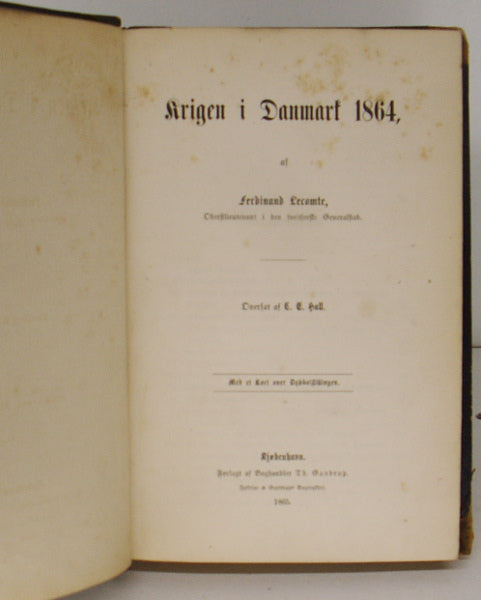 Krigen i Danmark 1864,
af
Ferdinand Lecomte,
Oberstlieutenant i den schweiziske Generalstab.
Oversat af C. C. Hall.
Med et Kort over Dybbølstillingen.
Kjøbenhavn.
Forlagt af Boghandler Th. Gandrup.
1865.